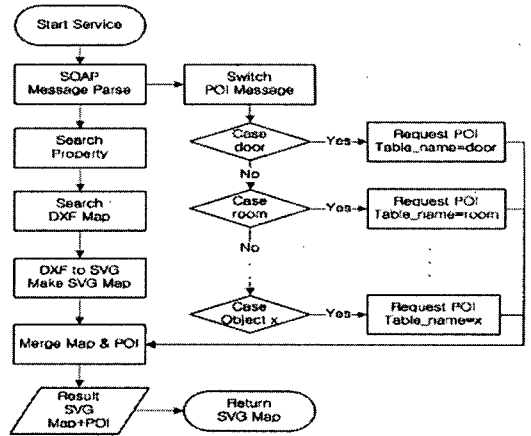 Start Service
SOAP
Message Parse
Switch
POI Message
Search
Property
Case
door
Yes
Request POI
Table_name=door
No
Search
DXF Map
Case
room
Yes
Request POI
Table_name=room
No
DXF to SVG
Make SVG Map
Case
Object x
Yes
Request POI
Table_name=x
Merge Map & POI
Result
SVG
Map+POI
Return
SVG Map